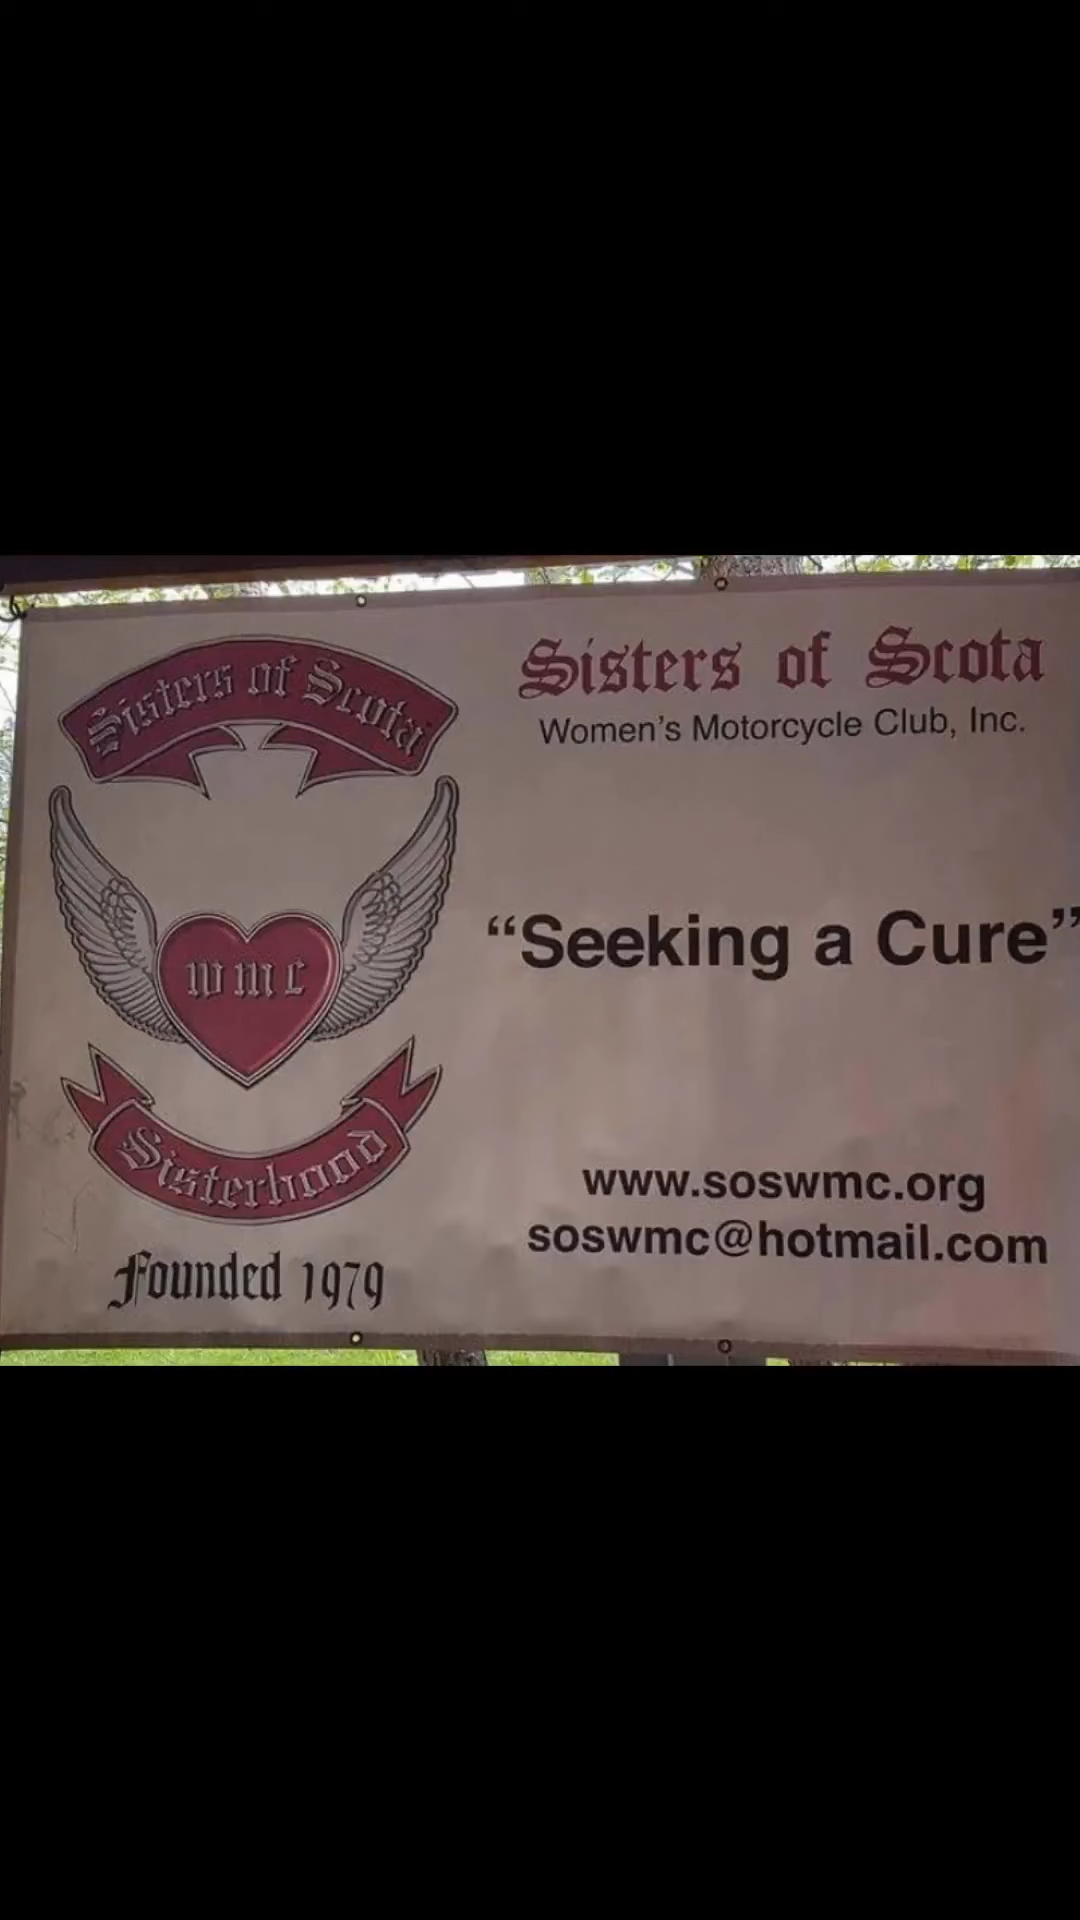 Sisters of Scota
WMC
Sisterhood
Founded 1979
Sisters of Scota
Women's Motorcycle Club, Inc.
“Seeking a Cure”
www.soswmc.org
soswmc@hotmail.com